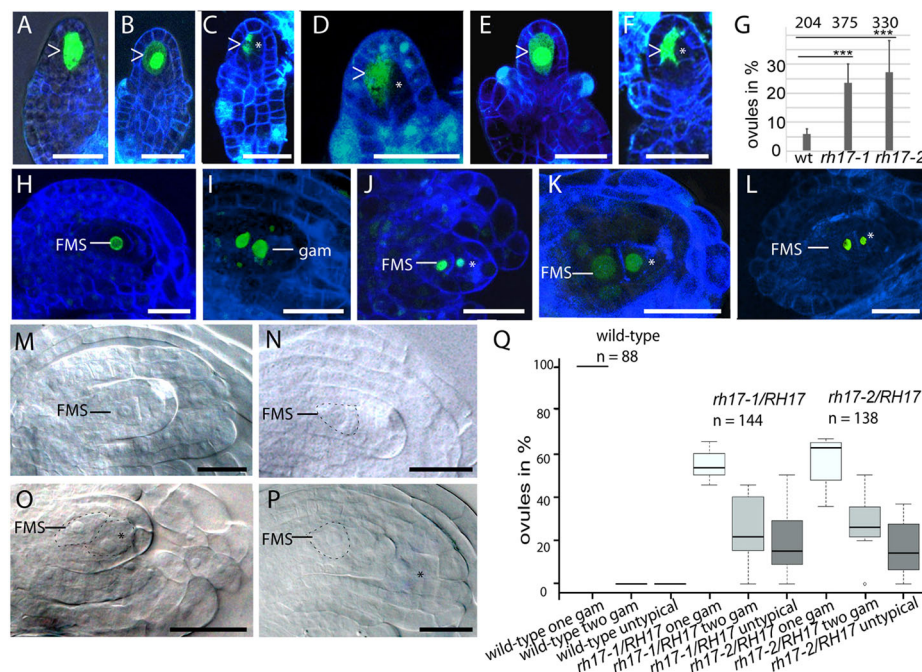 A
B
C
D
E
F
G
> > > * > * > > *
204 375 330
***
***
ovules in %
30
20
10
0
wt rh17-1 rh17-2
H
I
J
K
L
FMS
gam
FMS *
FMS *
FMS *
M
N
O
P
FMS
FMS
FMS *
FMS *
Q
wild-type
n = 88
rh17-1/RH17
n = 144
rh17-2/RH17
n = 138
ovules in %
100
80
60
40
20
0
wild-type one gam
wild-type two gam
wild-type untypical
rh17-1/RH17 one gam
rh17-1/RH17 two gam
rh17-1/RH17 untypical
rh17-2/RH17 one gam
rh17-2/RH17 two gam
rh17-2/RH17 untypical